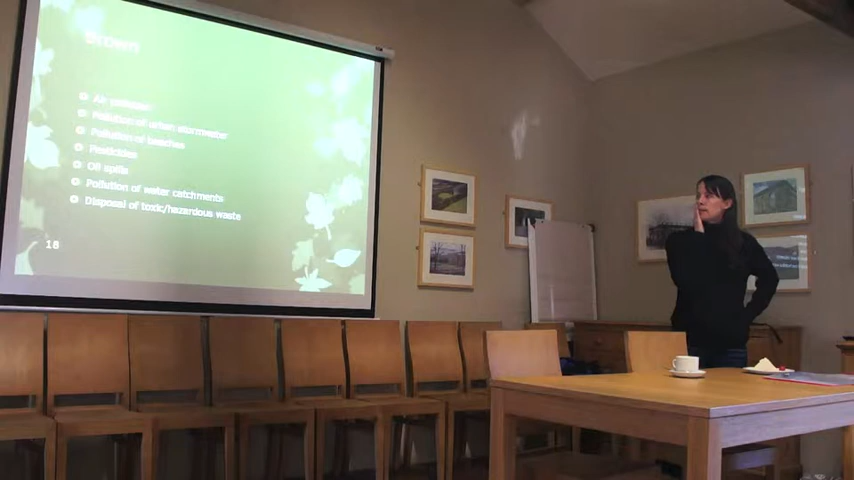 Brown
Air pollution
Pollution of urban stormwater
Pollution of beaches
Pesticides
Oil spills
Pollution of water catchments
Disposal of toxic/hazardous waste
18